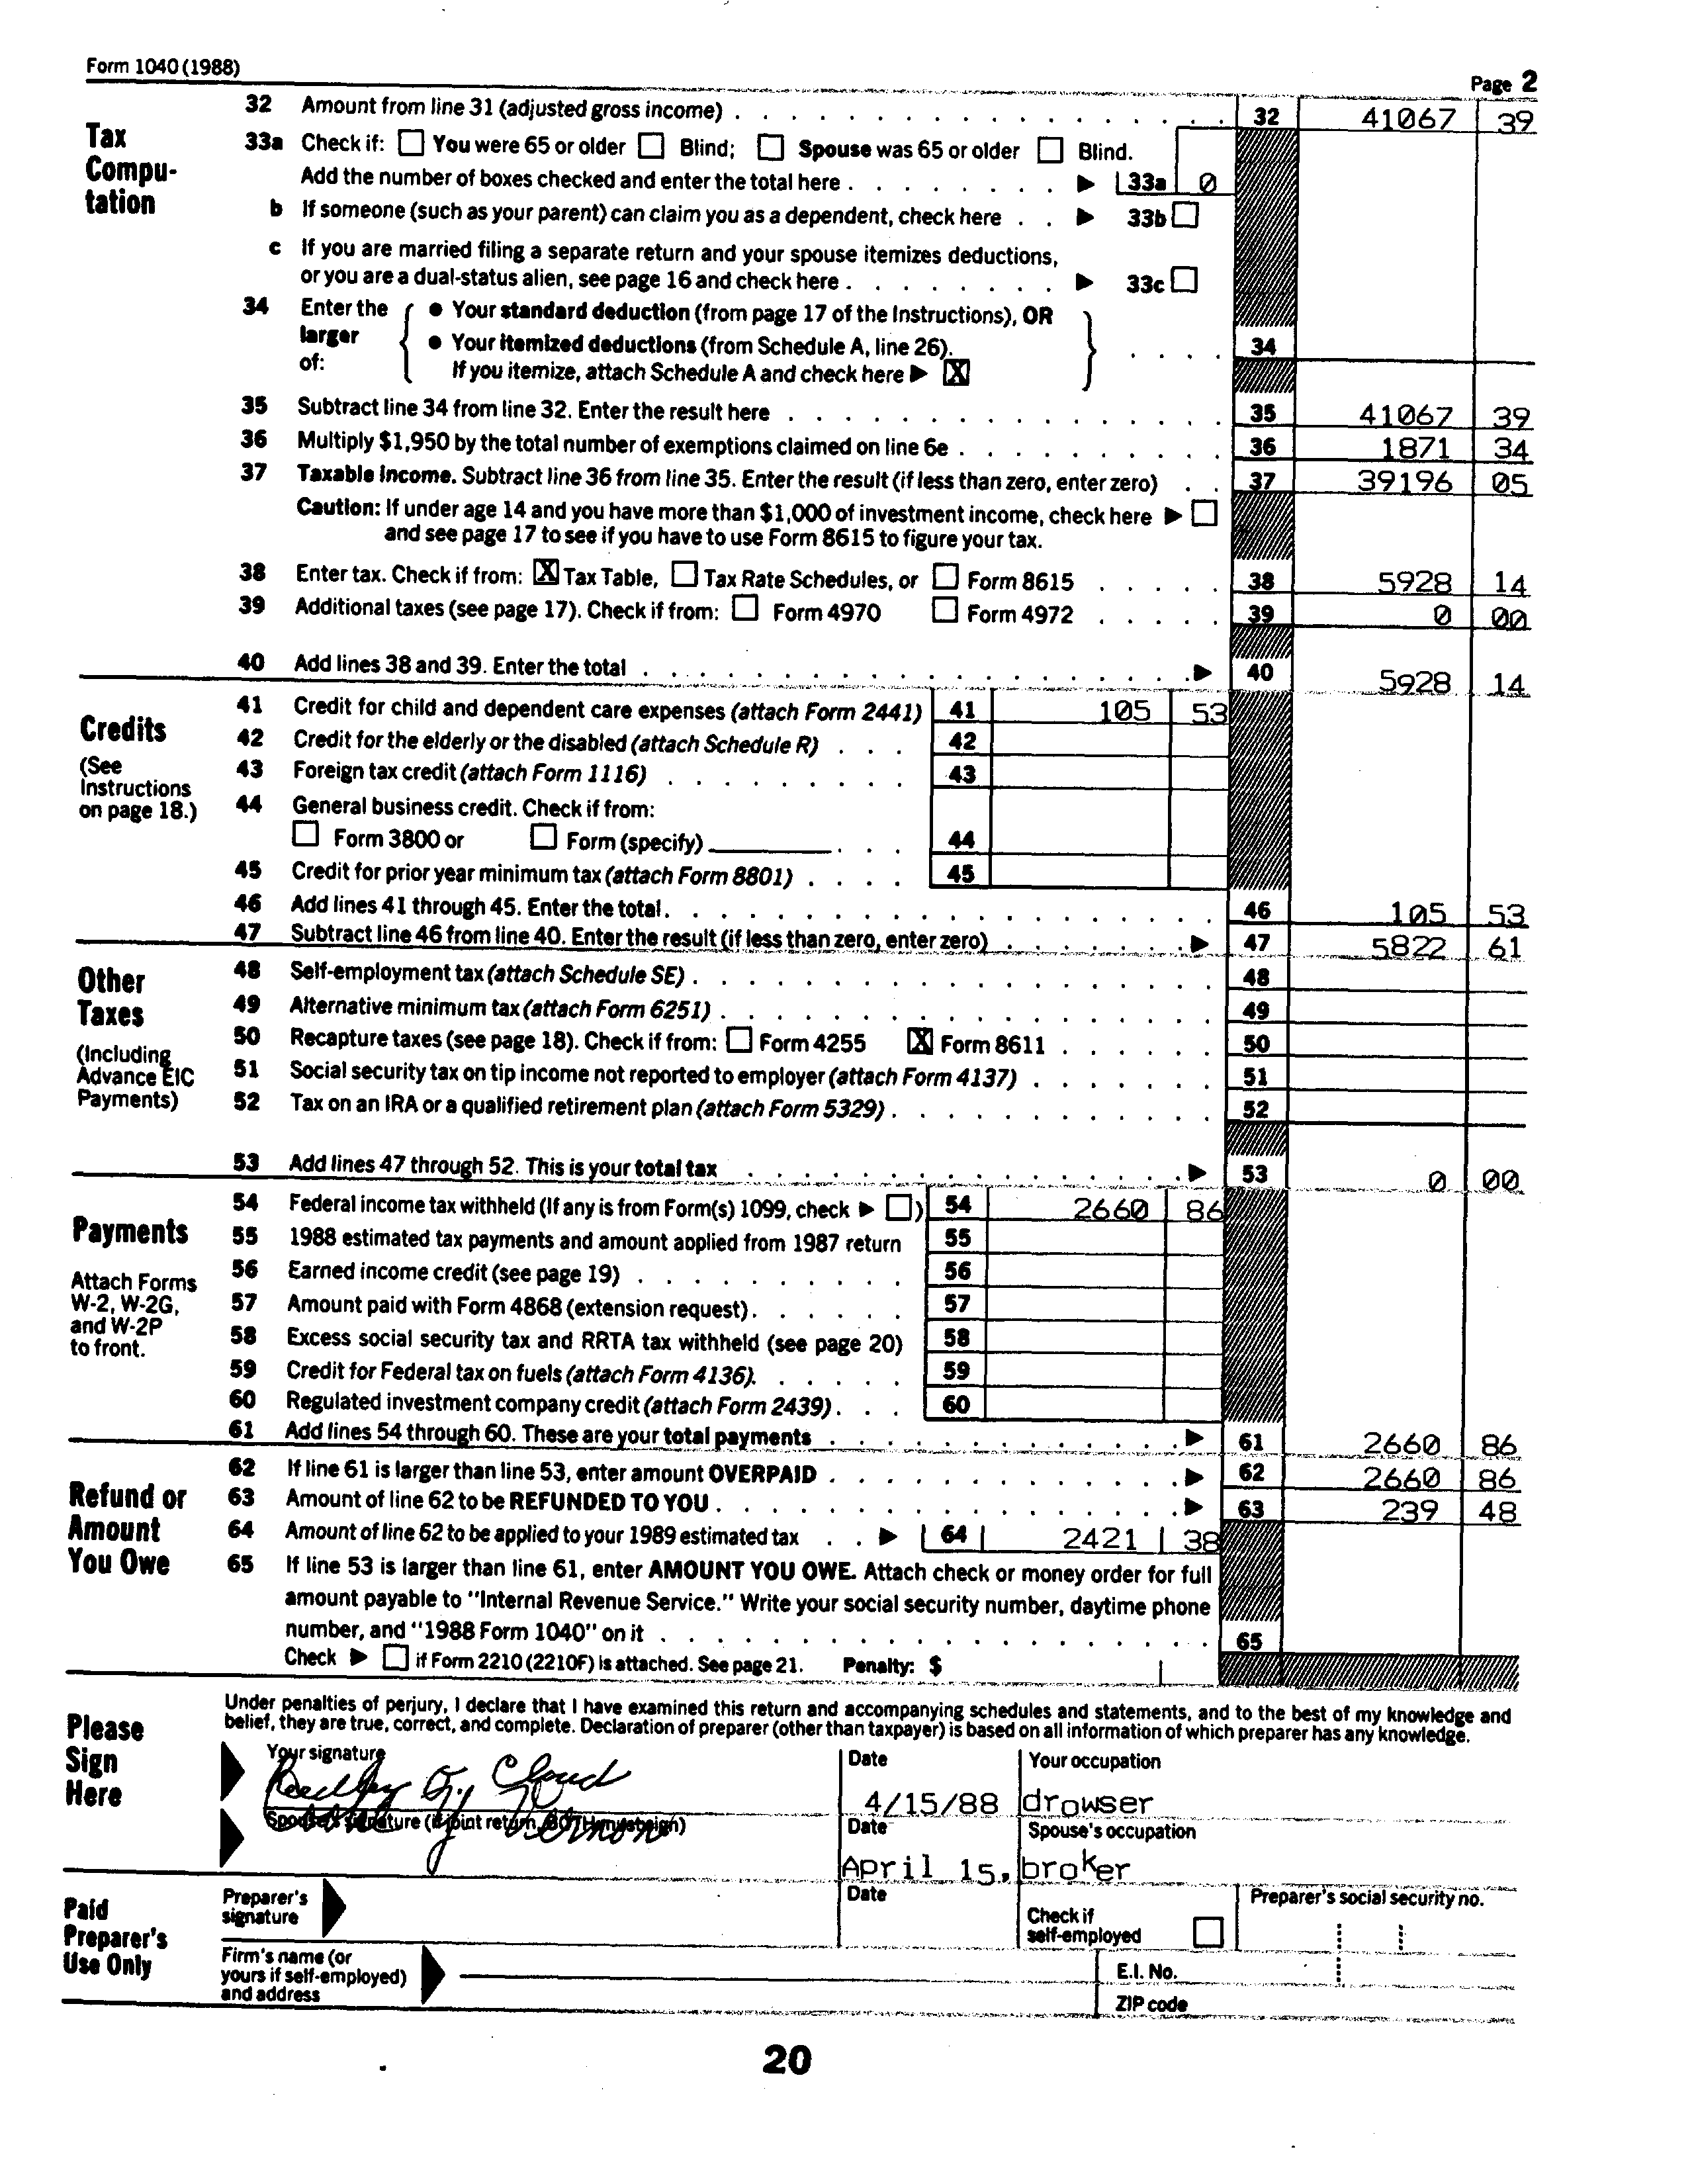 Form 1040 (1988)
Page 2
Tax Compu-tation
32 Amount from line 31 (adjusted gross income) . . . . 32 41067 39
33a Check if: ☐ You were 65 or older ☐ Blind; ☐ Spouse was 65 or older ☐ Blind.
Add the number of boxes checked and enter the total here . . . ▶ 33a 0
b If someone (such as your parent) can claim you as a dependent, check here . . ▶ 33b ☐
c If you are married filing a separate return and your spouse itemizes deductions,
or you are a dual-status alien, see page 16 and check here . . . ▶ 33c ☐
34 Enter the larger of: { ● Your standard deduction (from page 17 of the Instructions), OR
● Your itemized deductions (from Schedule A, line 26). } . . . . 34
If you itemize, attach Schedule A and check here ▶ ☒
35 Subtract line 34 from line 32. Enter the result here . . . . 35 41067 39
36 Multiply $1,950 by the total number of exemptions claimed on line 6e . . . . 36 1871 34
37 Taxable income. Subtract line 36 from line 35. Enter the result (if less than zero, enter zero) . . 37 39196 05
Caution: If under age 14 and you have more than $1,000 of investment income, check here ▶ ☐
and see page 17 to see if you have to use Form 8615 to figure your tax.
38 Enter tax. Check if from: ☒ Tax Table, ☐ Tax Rate Schedules, or ☐ Form 8615 . . . . 38 5928 14
39 Additional taxes (see page 17). Check if from: ☐ Form 4970 ☐ Form 4972 . . . . 39 0 00
40 Add lines 38 and 39. Enter the total . . . . ▶ 40 5928 14
Credits
(See Instructions on page 18.)
41 Credit for child and dependent care expenses (attach Form 2441) 41 105 53
42 Credit for the elderly or the disabled (attach Schedule R) . . . 42
43 Foreign tax credit (attach Form 1116) . . . . 43
44 General business credit. Check if from:
☐ Form 3800 or ☐ Form (specify) . . . 44
45 Credit for prior year minimum tax (attach Form 8801) . . . . 45
46 Add lines 41 through 45. Enter the total . . . . 46 105 53
47 Subtract line 46 from line 40. Enter the result (if less than zero, enter zero) . . . . ▶ 47 5822 61
Other Taxes
(Including Advance EIC Payments)
48 Self-employment tax (attach Schedule SE) . . . . 48
49 Alternative minimum tax (attach Form 6251) . . . . 49
50 Recapture taxes (see page 18). Check if from: ☐ Form 4255 ☒ Form 8611 . . . . 50
51 Social security tax on tip income not reported to employer (attach Form 4137) . . . . 51
52 Tax on an IRA or a qualified retirement plan (attach Form 5329) . . . . 52
53 Add lines 47 through 52. This is your total tax . . . . ▶ 53 0 00
Payments
Attach Forms W-2, W-2G, and W-2P to front.
54 Federal income tax withheld (If any is from Form(s) 1099, check ▶ ☐) 54 2660 86
55 1988 estimated tax payments and amount applied from 1987 return 55
56 Earned income credit (see page 19) . . . . 56
57 Amount paid with Form 4868 (extension request) . . . . 57
58 Excess social security tax and RRTA tax withheld (see page 20) 58
59 Credit for Federal tax on fuels (attach Form 4136) . . . . 59
60 Regulated investment company credit (attach Form 2439) . . . 60
61 Add lines 54 through 60. These are your total payments . . . . ▶ 61 2660 86
Refund or Amount You Owe
62 If line 61 is larger than line 53, enter amount OVERPAID . . . . ▶ 62 2660 86
63 Amount of line 62 to be REFUNDED TO YOU . . . . ▶ 63 239 48
64 Amount of line 62 to be applied to your 1989 estimated tax . . ▶ 64 2421 38
65 If line 53 is larger than line 61, enter AMOUNT YOU OWE. Attach check or money order for full
amount payable to "Internal Revenue Service." Write your social security number, daytime phone
number, and "1988 Form 1040" on it . . . . 65
Check ▶ ☐ if Form 2210 (2210F) is attached. See page 21. Penalty: $
Please Sign Here
Under penalties of perjury, I declare that I have examined this return and accompanying schedules and statements, and to the best of my knowledge and
belief, they are true, correct, and complete. Declaration of preparer (other than taxpayer) is based on all information of which preparer has any knowledge.
Your signature Date Your occupation
Cloud 4/15/88 drowser
Spouse's signature (if joint return, BOTH must sign) Date Spouse's occupation
Vernon April 15, broker
Paid Preparer's Use Only
Preparer's signature Date Check if self-employed ☐ Preparer's social security no.
Firm's name (or yours if self-employed) and address E.I. No.
ZIP code
20